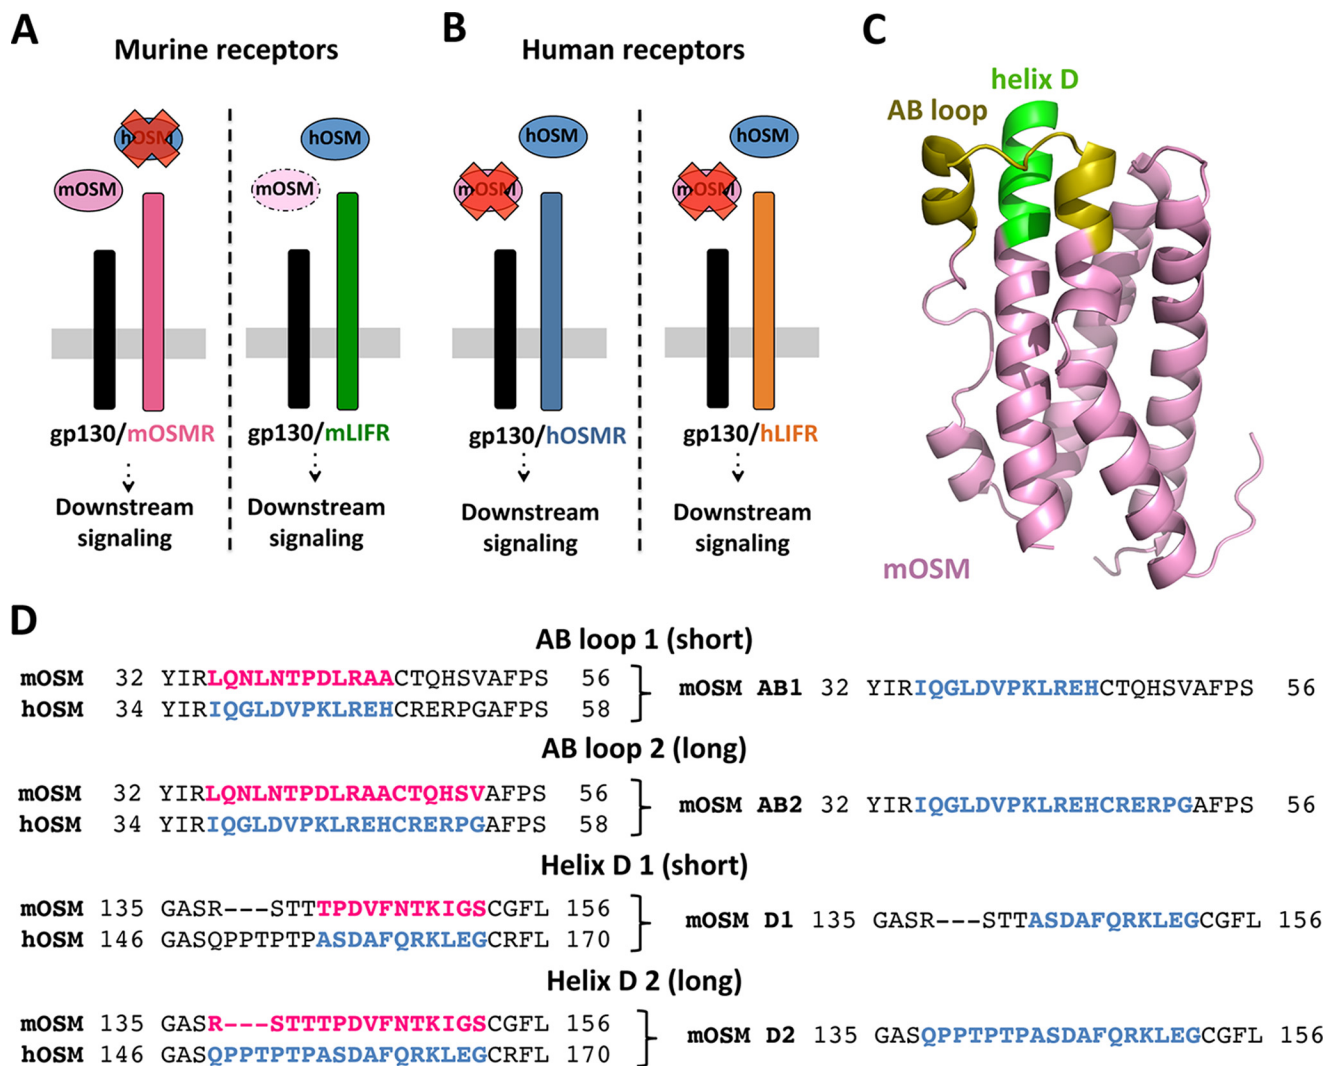 A
Murine receptors
hOSM
mOSM
hOSM
mOSM
gp130/mOSMR
gp130/mLIFR
Downstream signaling
Downstream signaling
B
Human receptors
hOSM
mOSM
hOSM
mOSM
gp130/hOSMR
gp130/hLIFR
Downstream signaling
Downstream signaling
C
helix D
AB loop
mOSM
D
AB loop 1 (short)
mOSM 32 YIRLQNLNTPDLRAACTQHSVAFPS 56
hOSM 34 YIRIQGLDVPKLREHCRERPGAFPS 58
mOSM AB1 32 YIRIQGLDVPKLREHCTQHSVAFPS 56
AB loop 2 (long)
mOSM 32 YIRLQNLNTPDLRAACTQHSVAFPS 56
hOSM 34 YIRIQGLDVPKLREHCRERPGAFPS 58
mOSM AB2 32 YIRIQGLDVPKLREHCRERPGAFPS 56
Helix D 1 (short)
mOSM 135 GASR---STTTPDVFNTKIGSCGFL 156
hOSM 146 GASQPPTPTPASDAFQRKLEGCRFL 170
mOSM D1 135 GASR---STTASDAFQRKLEGCGFL 156
Helix D 2 (long)
mOSM 135 GASR---STTTPDVFNTKIGSCGFL 156
hOSM 146 GASQPPTPTPASDAFQRKLEGCRFL 170
mOSM D2 135 GASQPPTPTPASDAFQRKLEGCGFL 156